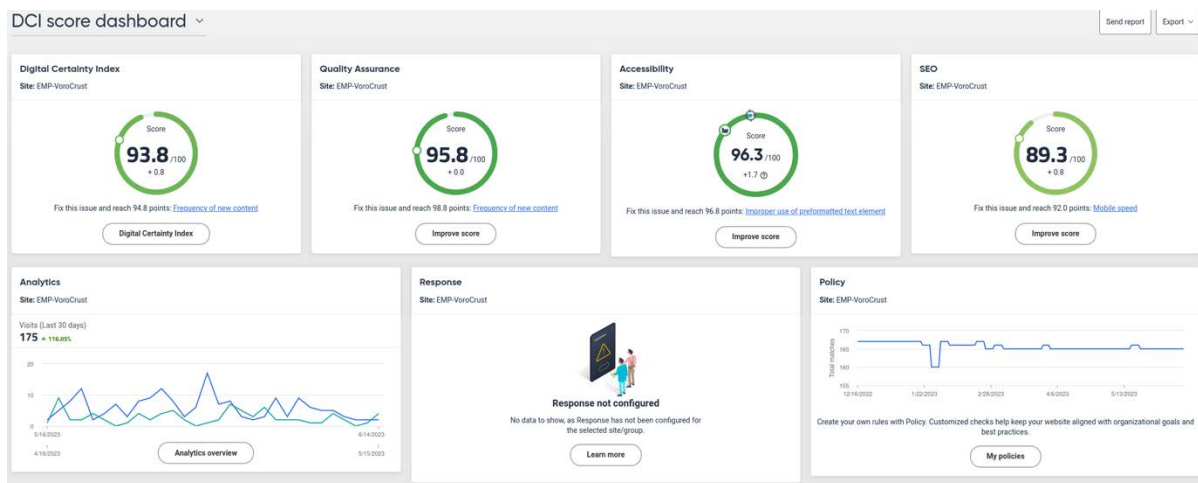 DCI score dashboard
Send report
Export
Digital Certainty Index
Site: EMP-VoroCrust
Score
93.8 /100
+ 0.8
Fix this issue and reach 94.8 points: Frequency of new content
Digital Certainty Index
Quality Assurance
Site: EMP-VoroCrust
Score
95.8 /100
+ 0.0
Fix this issue and reach 98.8 points: Frequency of new content
Improve score
Accessibility
Site: EMP-VoroCrust
Score
96.3 /100
+1.7
Fix this issue and reach 96.8 points: Improper use of preformatted text element
Improve score
SEO
Site: EMP-VoroCrust
Score
89.3 /100
+ 0.8
Fix this issue and reach 92.0 points: Mobile speed
Improve score
Analytics
Site: EMP-VoroCrust
Visits (Last 30 days)
175 116.05%
20
10
0
5/16/2023 6/14/2023
4/16/2023 5/15/2023
Analytics overview
Response
Site: EMP-VoroCrust
Response not configured
No data to show, as Response has not been configured for
the selected site/group.
Learn more
Policy
Site: EMP-VoroCrust
Total matches
170
165
160
155
12/16/2022 1/22/2023 2/28/2023 4/6/2023 5/13/2023
Create your own rules with Policy. Customized checks help keep your website aligned with organizational goals and
best practices.
My policies